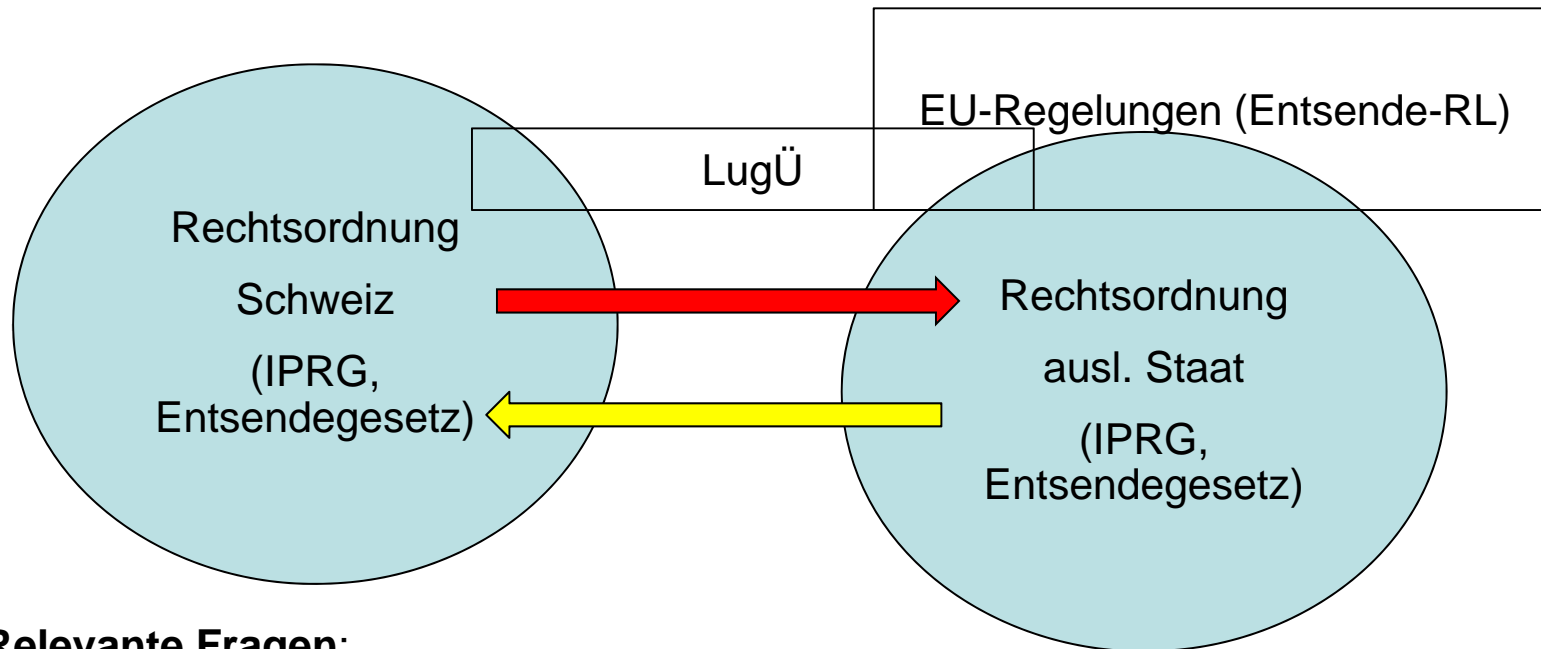 EU-Regelungen (Entsende-RL)
LugÜ
Rechtsordnung
Schweiz
(IPRG,
Entsendegesetz)
Rechtsordnung
ausl. Staat
(IPRG,
Entsendegesetz)
Relevante Fragen: